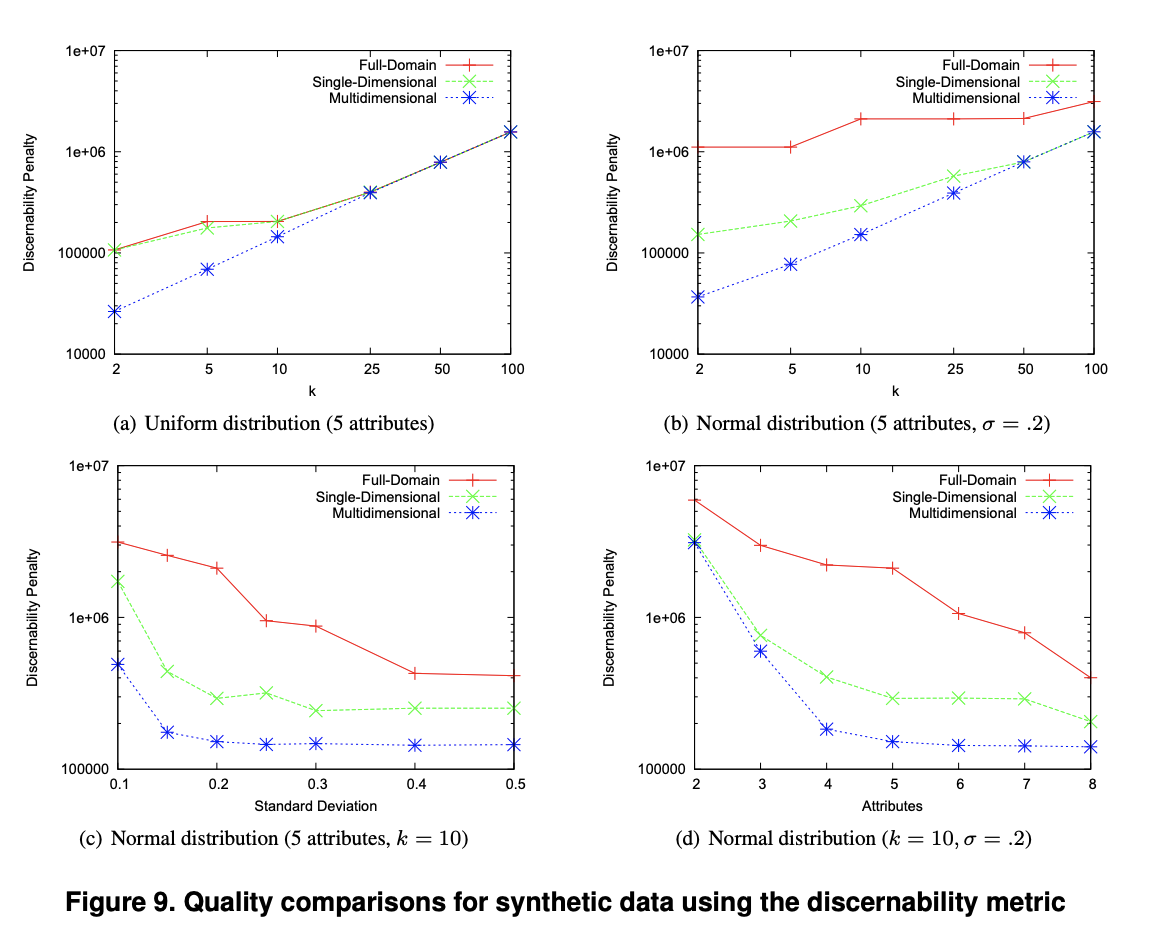 1e+07
1e+06
100000
10000
Discernability Penalty
Full-Domain
Single-Dimensional
Multidimensional
2 5 10 25 50 100
k
(a) Uniform distribution (5 attributes)
1e+07
1e+06
100000
10000
Discernability Penalty
Full-Domain
Single-Dimensional
Multidimensional
2 5 10 25 50 100
k
(b) Normal distribution (5 attributes, σ = .2)
1e+07
1e+06
100000
Discernability Penalty
Full-Domain
Single-Dimensional
Multidimensional
0.1 0.2 0.3 0.4 0.5
Standard Deviation
(c) Normal distribution (5 attributes, k = 10)
1e+07
1e+06
100000
Discernability Penalty
Full-Domain
Single-Dimensional
Multidimensional
2 3 4 5 6 7 8
Attributes
(d) Normal distribution (k = 10, σ = .2)
Figure 9. Quality comparisons for synthetic data using the discernability metric